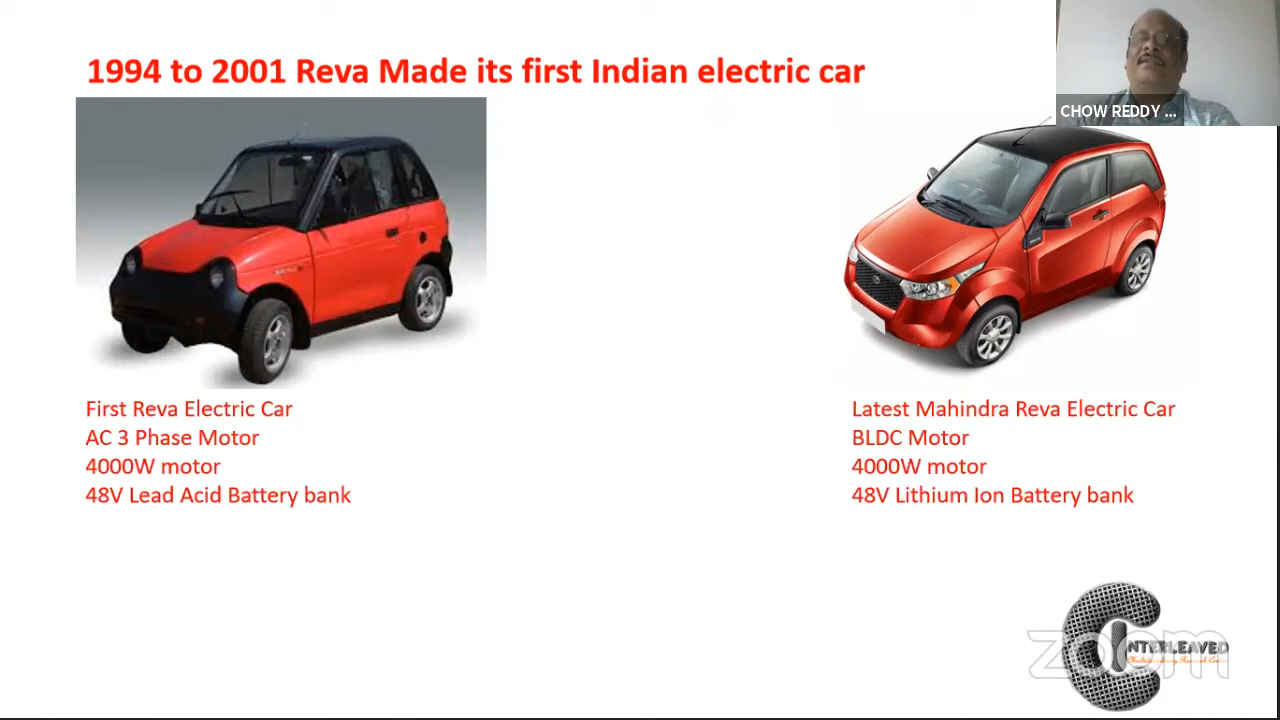 1994 to 2001 Reva Made its first Indian electric car
CHOW REDDY ...
First Reva Electric Car
AC 3 Phase Motor
4000W motor
48V Lead Acid Battery bank
Latest Mahindra Reva Electric Car
BLDC Motor
4000W motor
48V Lithium Ion Battery bank
zoom
INTERLEAVED